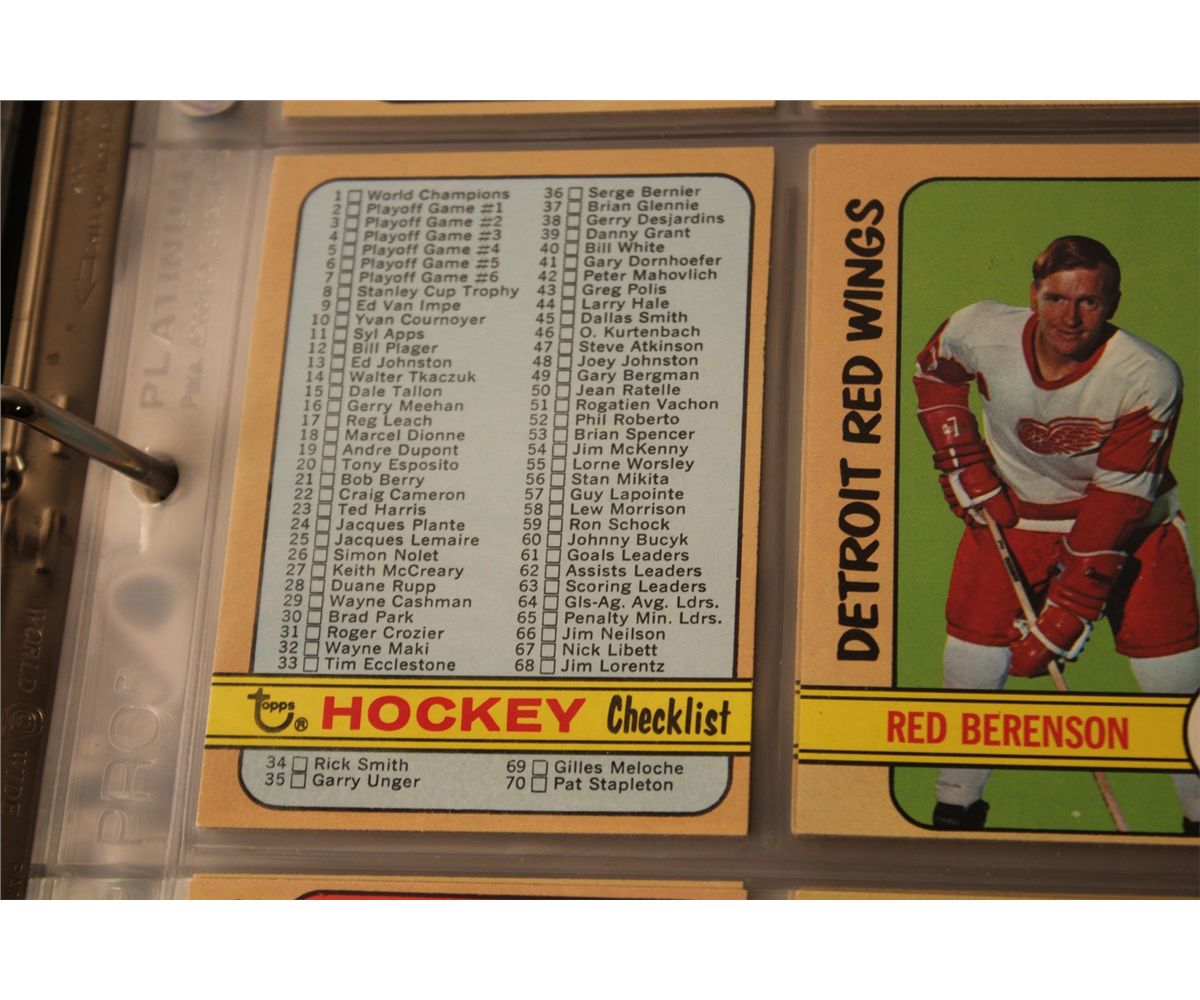 1 World Champions
2 Playoff Game #1
3 Playoff Game #2
4 Playoff Game #3
5 Playoff Game #4
6 Playoff Game #5
7 Playoff Game #6
8 Stanley Cup Trophy
9 Ed Van Impe
10 Yvan Cournoyer
11 Syl Apps
12 Bill Plager
13 Ed Johnston
14 Walter Tkaczuk
15 Dale Tallon
16 Gerry Meehan
17 Reg Leach
18 Marcel Dionne
19 Andre Dupont
20 Tony Esposito
21 Bob Berry
22 Craig Cameron
23 Ted Harris
24 Jacques Plante
25 Jacques Lemaire
26 Simon Nolet
27 Keith McCreary
28 Duane Rupp
29 Wayne Cashman
30 Brad Park
31 Roger Crozier
32 Wayne Maki
33 Tim Ecclestone
36 Serge Bernier
37 Brian Glennie
38 Gerry Desjardins
39 Danny Grant
40 Bill White
41 Gary Dornhoefer
42 Peter Mahovlich
43 Greg Polis
44 Larry Hale
45 Dallas Smith
46 O. Kurtenbach
47 Steve Atkinson
48 Joey Johnston
49 Gary Bergman
50 Jean Ratelle
51 Rogatien Vachon
52 Phil Roberto
53 Brian Spencer
54 Jim McKenny
55 Lorne Worsley
56 Stan Mikita
57 Guy Lapointe
58 Lew Morrison
59 Ron Schock
60 Johnny Bucyk
61 Goals Leaders
62 Assists Leaders
63 Scoring Leaders
64 Gls-Ag. Avg. Ldrs.
65 Penalty Min. Ldrs.
66 Jim Neilson
67 Nick Libett
68 Jim Lorentz
topps® HOCKEY Checklist
34 Rick Smith
35 Garry Unger
69 Gilles Meloche
70 Pat Stapleton
DETROIT RED WINGS
7
RED BERENSON
PLATINUM
PRO